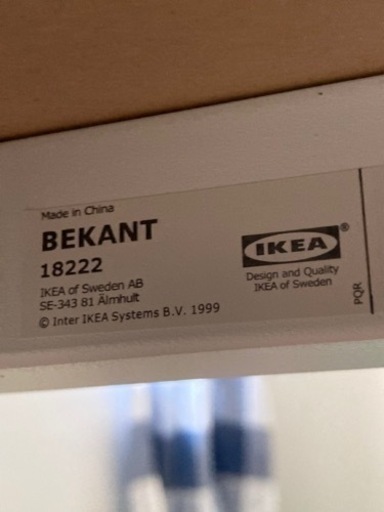 Made in China
BEKANT
18222
IKEA of Sweden AB
SE-343 81 Älmhult
© Inter IKEA Systems B.V. 1999
IKEA®
Design and Quality
IKEA of Sweden
PQR